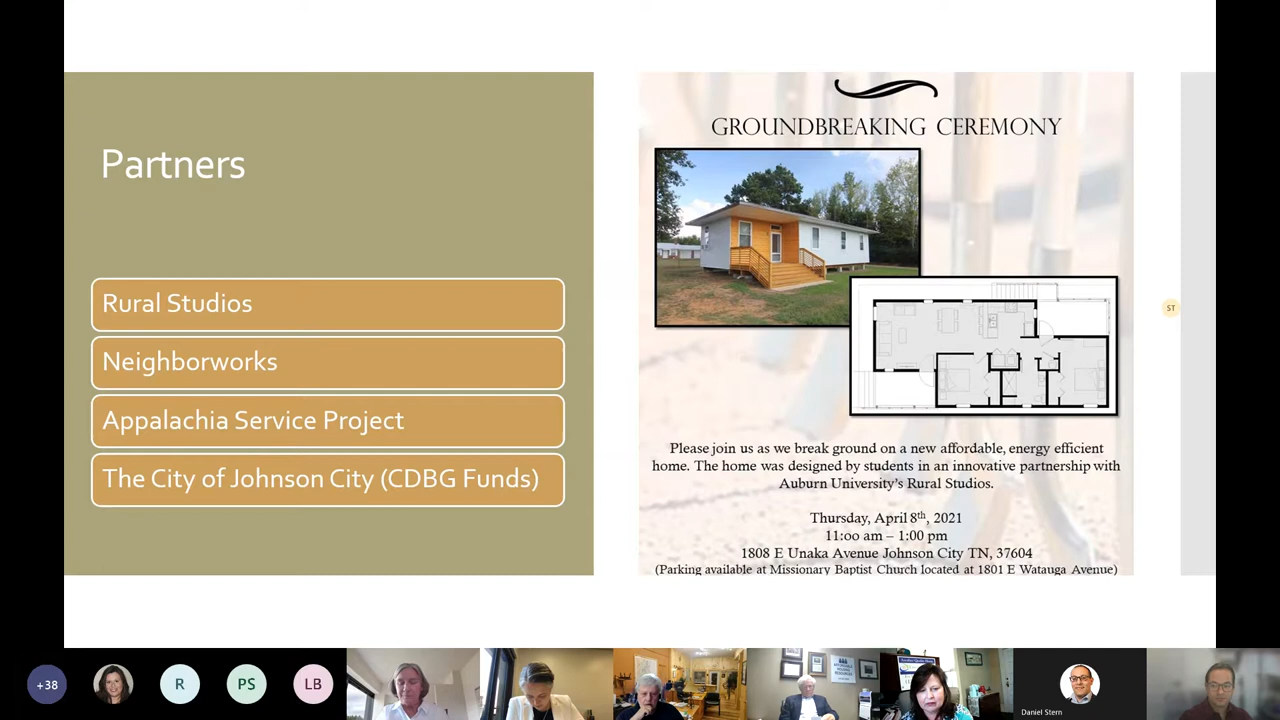 Partners
Rural Studios
Neighborworks
Appalachia Service Project
The City of Johnson City (CDBG Funds)
GROUNDBREAKING CEREMONY
Please join us as we break ground on a new affordable, energy efficient
home. The home was designed by students in an innovative partnership with
Auburn University's Rural Studios.
Thursday, April 8th, 2021
11:00 am – 1:00 pm
1808 E Unaka Avenue Johnson City TN, 37604
(Parking available at Missionary Baptist Church located at 1801 E Watauga Avenue)
ST
+38
R
PS
LB
Daniel Stern